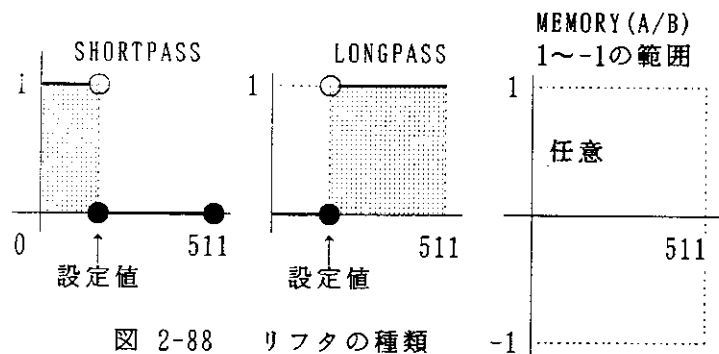 MEMORY(A/B)
SHORTPASS
LONGPASS
1～-1の範囲
1
1
1
任意
0
511
511
511
設定値
設定値
図 2-88 リフタの種類
-1